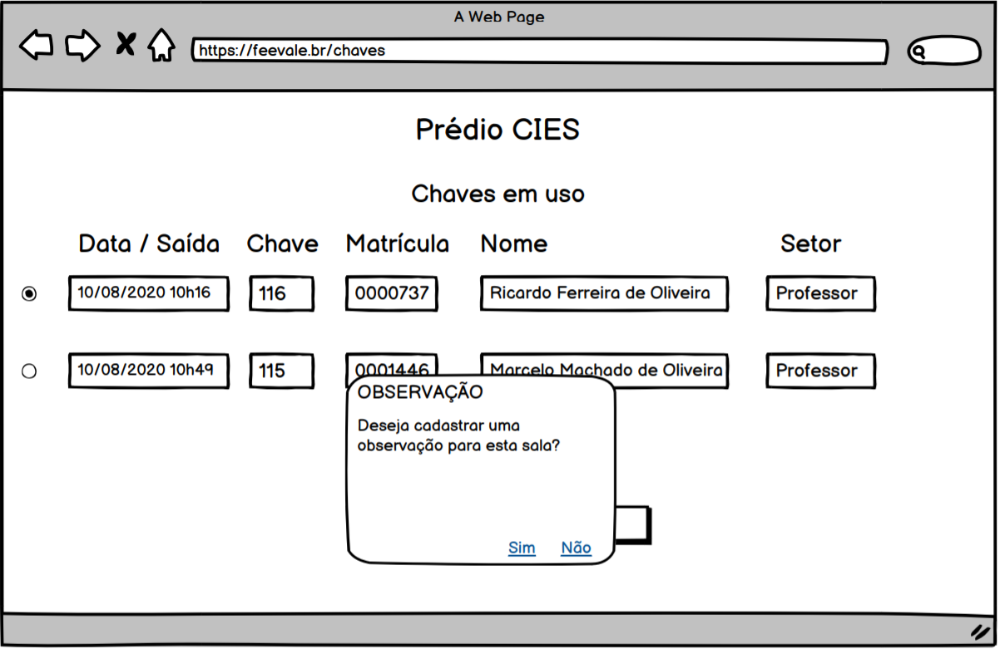 A Web Page
https://feevale.br/chaves
Prédio CIES
Chaves em uso
Data / Saída Chave Matrícula Nome Setor
10/08/2020 10h16 116 0000737 Ricardo Ferreira de Oliveira Professor
10/08/2020 10h49 115 0001446 Marcelo Machado de Oliveira Professor
OBSERVAÇÃO
Deseja cadastrar uma
observação para esta sala?
Sim Não